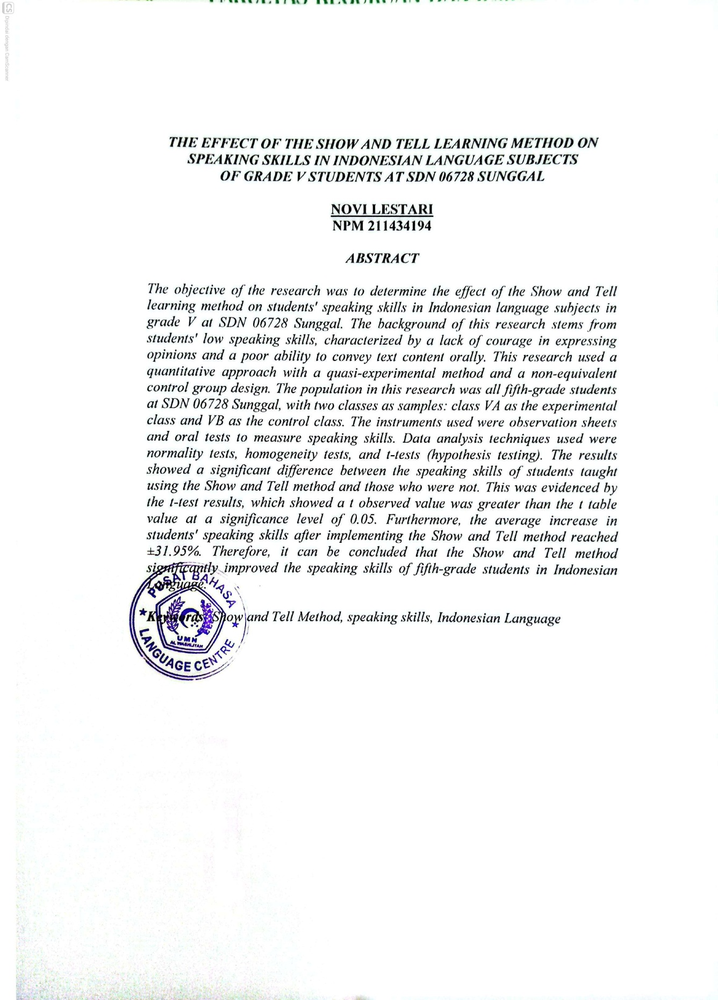 CS Dipindai dengan CamScanner
THE EFFECT OF THE SHOW AND TELL LEARNING METHOD ON
SPEAKING SKILLS IN INDONESIAN LANGUAGE SUBJECTS
OF GRADE V STUDENTS AT SDN 06728 SUNGGAL
NOVI LESTARI
NPM 211434194
ABSTRACT
The objective of the research was to determine the effect of the Show and Tell
learning method on students' speaking skills in Indonesian language subjects in
grade V at SDN 06728 Sunggal. The background of this research stems from
students' low speaking skills, characterized by a lack of courage in expressing
opinions and a poor ability to convey text content orally. This research used a
quantitative approach with a quasi-experimental method and a non-equivalent
control group design. The population in this research was all fifth-grade students
at SDN 06728 Sunggal, with two classes as samples: class VA as the experimental
class and VB as the control class. The instruments used were observation sheets
and oral tests to measure speaking skills. Data analysis techniques used were
normality tests, homogeneity tests, and t-tests (hypothesis testing). The results
showed a significant difference between the speaking skills of students taught
using the Show and Tell method and those who were not. This was evidenced by
the t-test results, which showed a t observed value was greater than the t table
value at a significance level of 0.05. Furthermore, the average increase in
students' speaking skills after implementing the Show and Tell method reached
±31.95%. Therefore, it can be concluded that the Show and Tell method
significantly improved the speaking skills of fifth-grade students in Indonesian
Language.
Keywords: Show and Tell Method, speaking skills, Indonesian Language
PUSAT BAHASA
UMN
AL WASHLIYAH
LANGUAGE CENTRE